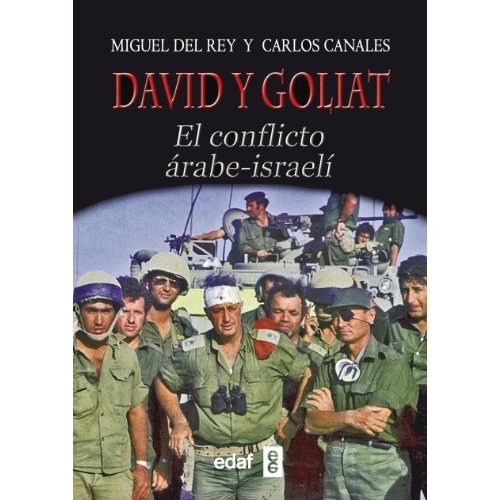 MIGUEL DEL REY Y CARLOS CANALES
DAVID Y GOLIAT
El conflicto
árabe-israelí
edaf